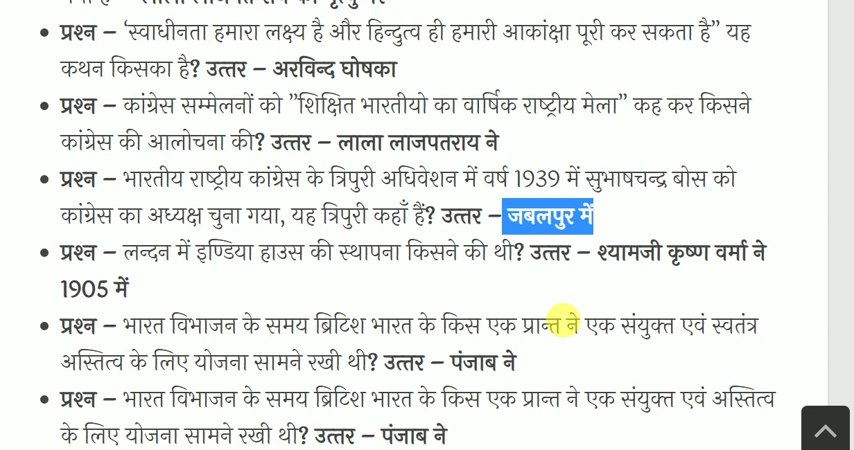 प्रश्न – ‘स्वाधीनता हमारा लक्ष्य है और हिन्दुत्व ही हमारी आकांक्षा पूरी कर सकता है” यह
कथन किसका है? उत्तर – अरविन्द घोषका
प्रश्न – कांग्रेस सम्मेलनों को ”शिक्षित भारतीयो का वार्षिक राष्ट्रीय मेला” कह कर किसने
कांग्रेस की आलोचना की? उत्तर – लाला लाजपतराय ने
प्रश्न – भारतीय राष्ट्रीय कांग्रेस के त्रिपुरी अधिवेशन में वर्ष 1939 में सुभाषचन्द्र बोस को
कांग्रेस का अध्यक्ष चुना गया, यह त्रिपुरी कहाँ हैं? उत्तर – जबलपुर में
प्रश्न – लन्दन में इण्डिया हाउस की स्थापना किसने की थी? उत्तर – श्यामजी कृष्ण वर्मा ने
1905 में
प्रश्न – भारत विभाजन के समय ब्रिटिश भारत के किस एक प्रान्त ने एक संयुक्त एवं स्वतंत्र
अस्तित्व के लिए योजना सामने रखी थी? उत्तर – पंजाब ने
प्रश्न – भारत विभाजन के समय ब्रिटिश भारत के किस एक प्रान्त ने एक संयुक्त एवं अस्तित्व
के लिए योजना सामने रखी थी? उत्तर – पंजाब ने